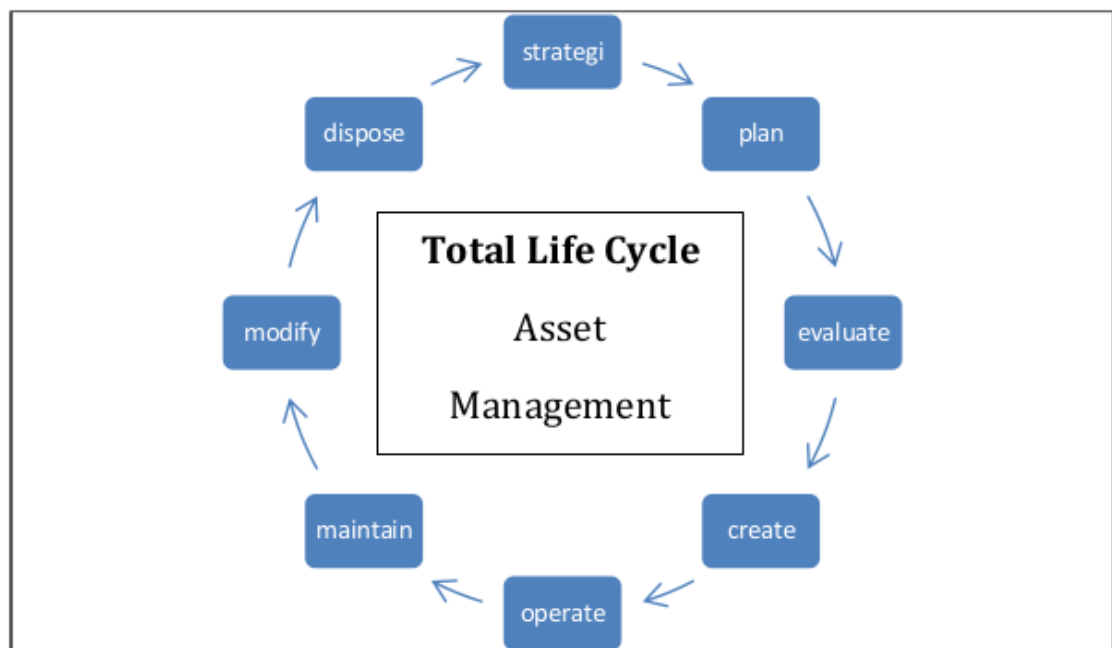 strategi
plan
evaluate
create
operate
maintain
modify
dispose
Total Life Cycle
Asset
Management